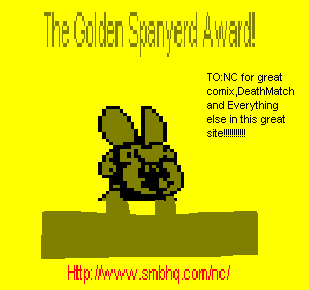 The Golden Spanyerd Award!
TO:NC for great
comix,DeathMatch
and Everything
else in this great
site!!!!!!!!!!
Http://www.smbhq.com/nc/